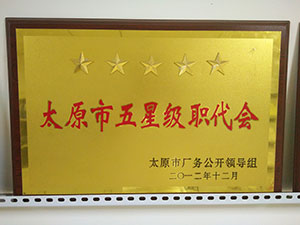 太原市五星级职代会
太原市厂务公开领导组
二〇一二年十二月